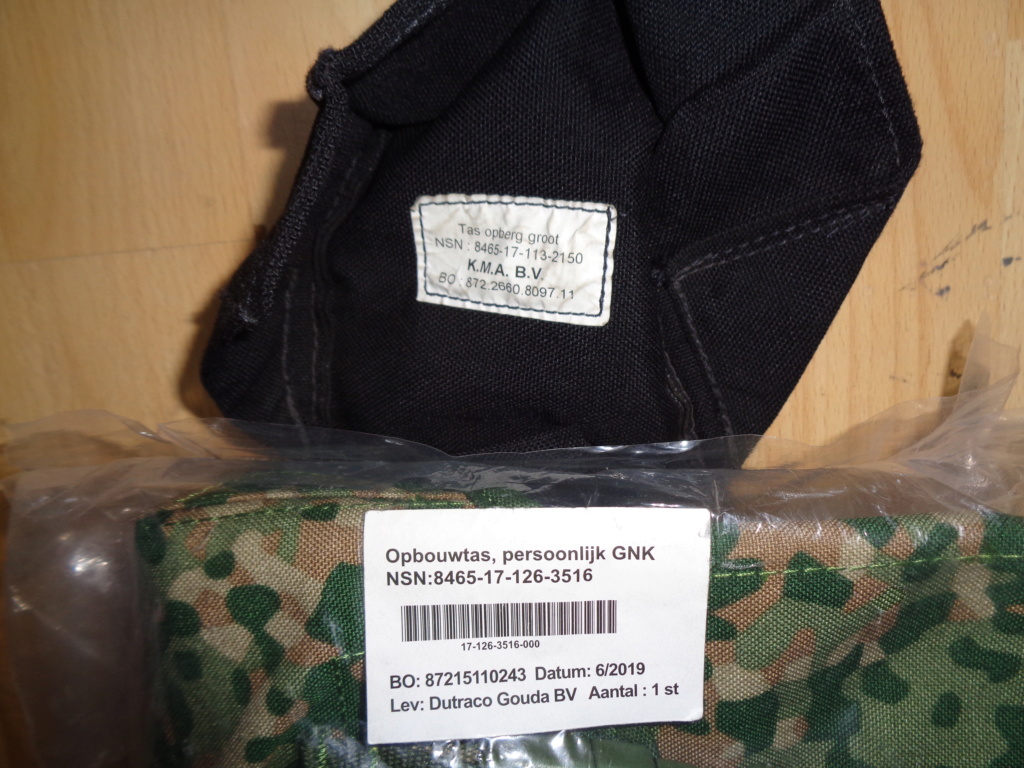 Tas opberg groot
NSN : 8465-17-113-2150
K.M.A. B.V.
BO : 872.2660.8097.11
Opbouwtas, persoonlijk GNK
NSN:8465-17-126-3516
17-126-3516-000
BO: 87215110243 Datum: 6/2019
Lev: Dutraco Gouda BV Aantal : 1 st